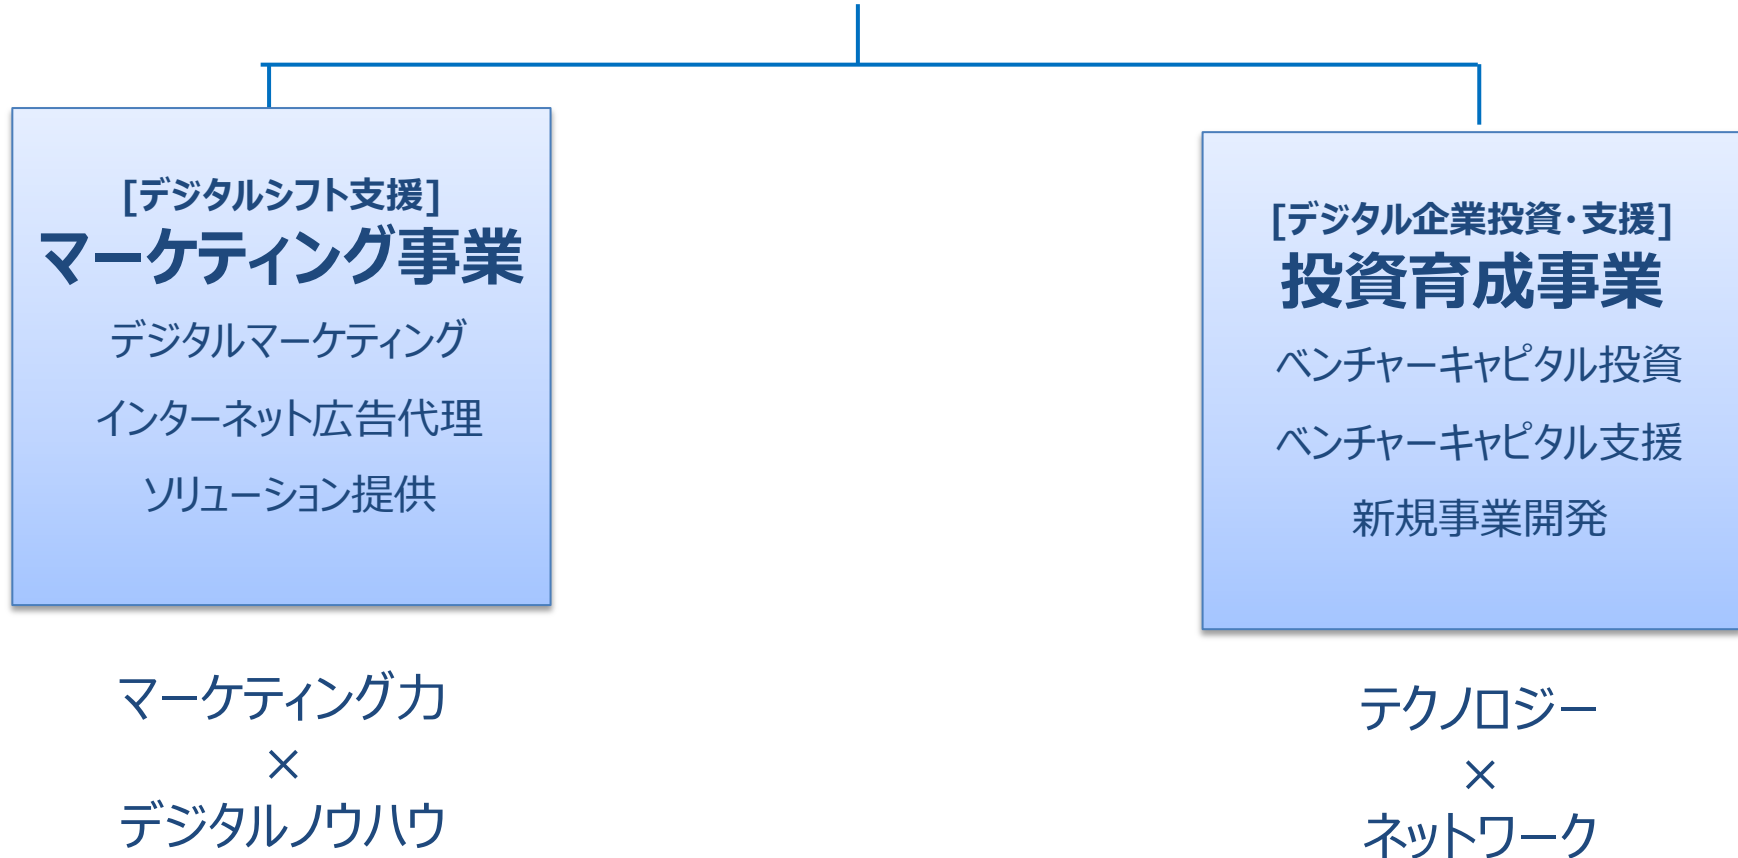 [デジタルシフト支援]
マーケティング事業
デジタルマーケティング
インターネット広告代理
ソリューション提供
マーケティング力
×
デジタルノウハウ
[デジタル企業投資・支援]
投資育成事業
ベンチャーキャピタル投資
ベンチャーキャピタル支援
新規事業開発
テクノロジー
×
ネットワーク